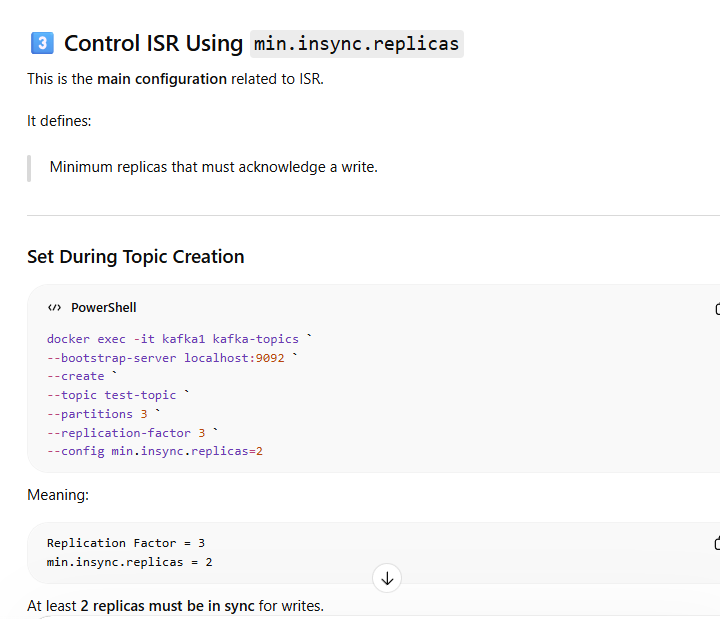 3 Control ISR Using min.insync.replicas
This is the main configuration related to ISR.
It defines:
Minimum replicas that must acknowledge a write.
Set During Topic Creation
</> PowerShell
docker exec -it kafka1 kafka-topics `
--bootstrap-server localhost:9092 `
--create `
--topic test-topic `
--partitions 3 `
--replication-factor 3 `
--config min.insync.replicas=2
Meaning:
Replication Factor = 3
min.insync.replicas = 2
At least 2 replicas must be in sync for writes.